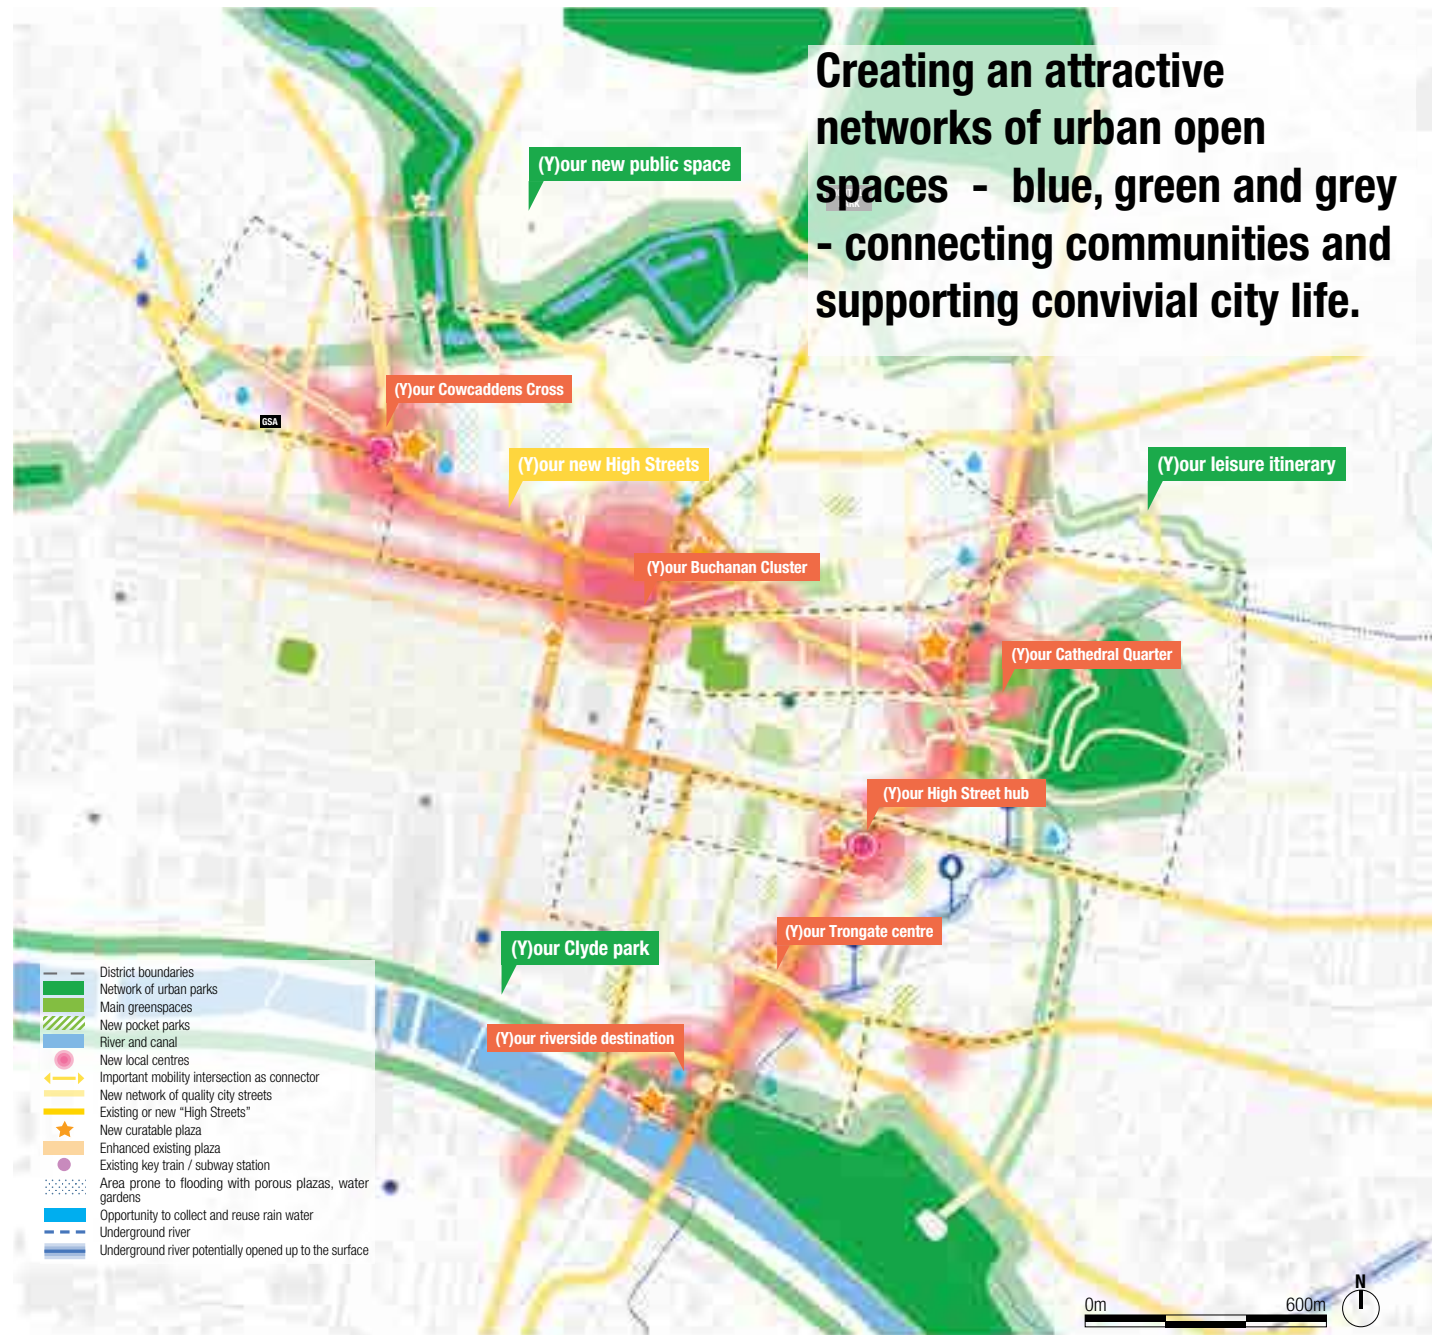 Creating an attractive
networks of urban open
spaces - blue, green and grey
- connecting communities and
supporting convivial city life.
(Y)our new public space
(Y)our Cowcaddens Cross
GSA
(Y)our new High Streets
(Y)our leisure itinerary
(Y)our Buchanan Cluster
(Y)our Cathedral Quarter
(Y)our High Street hub
(Y)our Trongate centre
(Y)our Clyde park
(Y)our riverside destination
District boundaries
Network of urban parks
Main greenspaces
New pocket parks
River and canal
New local centres
Important mobility intersection as connector
New network of quality city streets
Existing or new “High Streets”
New curatable plaza
Enhanced existing plaza
Existing key train / subway station
Area prone to flooding with porous plazas, water
gardens
Opportunity to collect and reuse rain water
Underground river
Underground river potentially opened up to the surface
N
0m 600m